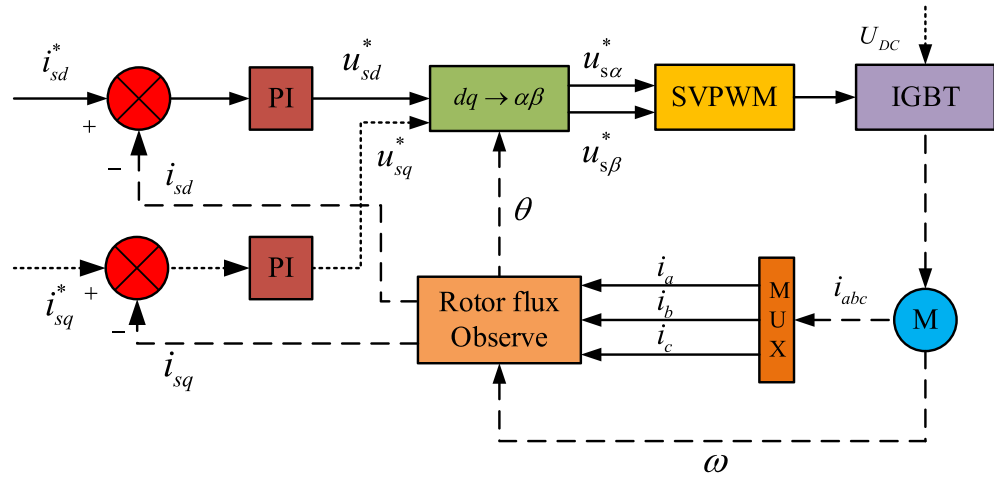 i*sd
+
−
PI
u*sd
dq → αβ
u*sα
u*sβ
SVPWM
U_DC
IGBT
isd
u*sq
θ
i*sq
+
−
PI
isq
Rotor flux
Observe
ia
ib
ic
M
U
X
iabc
M
ω